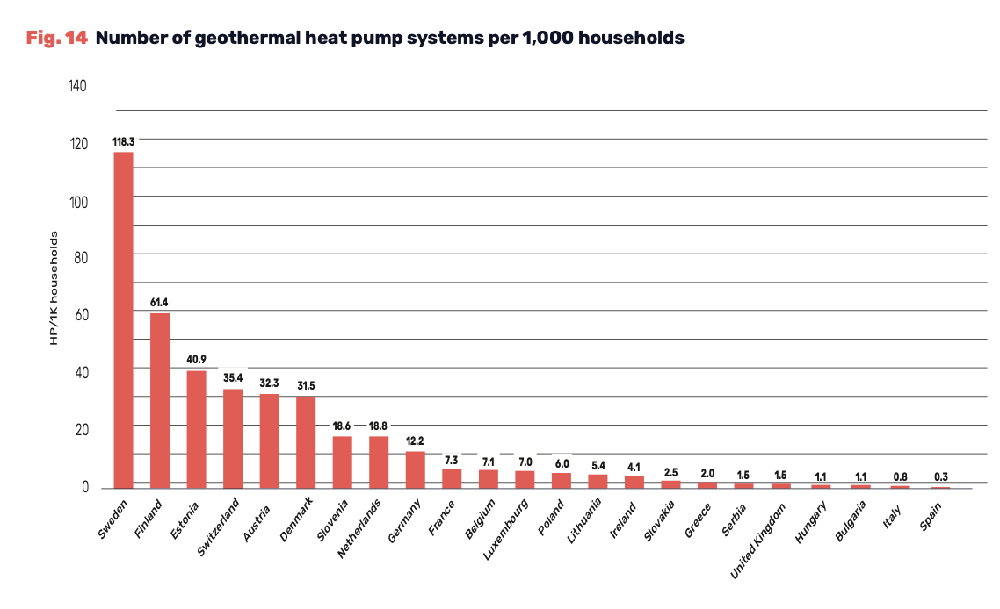 Fig. 14 Number of geothermal heat pump systems per 1,000 households
140
120
100
80
60
40
20
0
HP/1K households
118.3
61.4
40.9
35.4
32.3
31.5
18.6
18.8
12.2
7.3
7.1
7.0
6.0
5.4
4.1
2.5
2.0
1.5
1.5
1.1
1.1
0.8
0.3
Sweden
Finland
Estonia
Switzerland
Austria
Denmark
Slovenia
Netherlands
Germany
France
Belgium
Luxembourg
Poland
Lithuania
Ireland
Slovakia
Greece
Serbia
United Kingdom
Hungary
Bulgaria
Italy
Spain